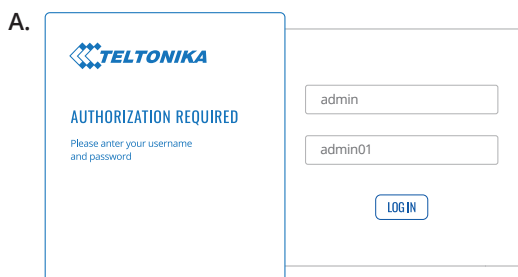 A.
TELTONIKA
AUTHORIZATION REQUIRED
Please anter your username
and password
admin
admin01
LOG IN